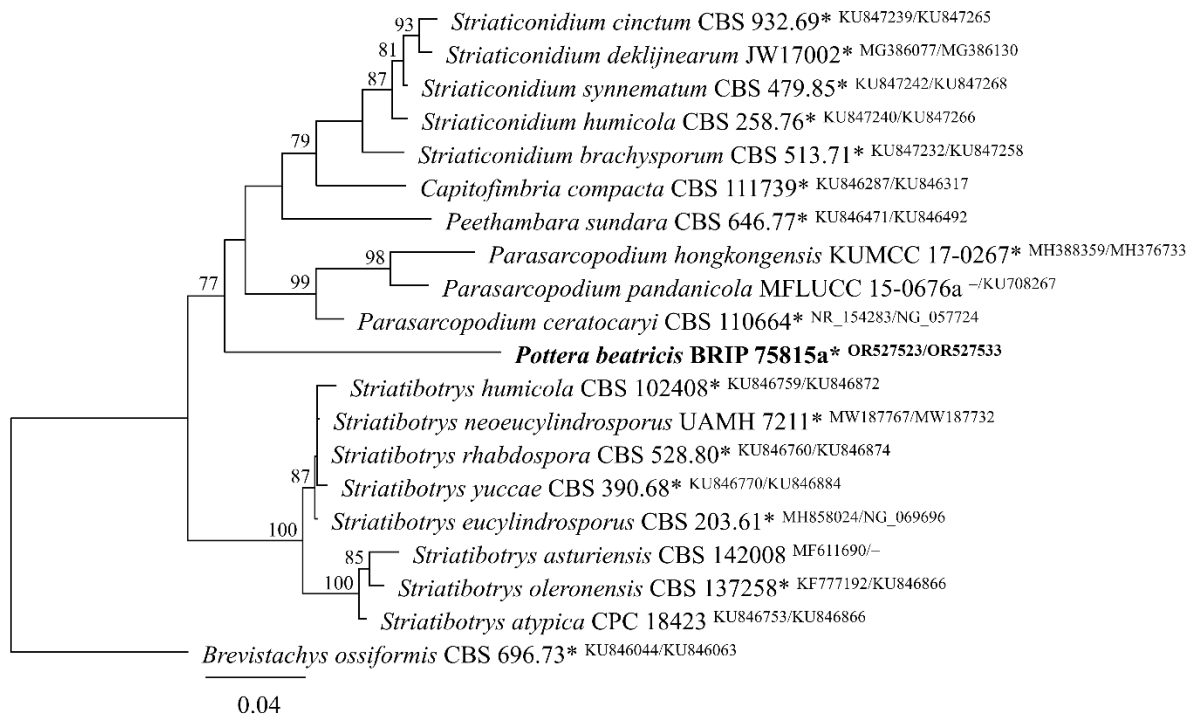 93 Striaticonidium cinctum CBS 932.69* KU847239/KU847265
Striaticonidium deklijnearum JW17002* MG386077/MG386130
81
Striaticonidium synnematum CBS 479.85* KU847242/KU847268
87
Striaticonidium humicola CBS 258.76* KU847240/KU847266
79
Striaticonidium brachysporum CBS 513.71* KU847232/KU847258
Capitofimbria compacta CBS 111739* KU846287/KU846317
Peethambara sundara CBS 646.77* KU846471/KU846492
Parasarcopodium hongkongensis KUMCC 17-0267* MH388359/MH376733
98
77
99
Parasarcopodium pandanicola MFLUCC 15-0676a –/KU708267
Parasarcopodium ceratocaryi CBS 110664* NR_154283/NG_057724
Pottera beatricis BRIP 75815a* OR527523/OR527533
Striatibotrys humicola CBS 102408* KU846759/KU846872
Striatibotrys neoeucylindrosporus UAMH 7211* MW187767/MW187732
Striatibotrys rhabdospora CBS 528.80* KU846760/KU846874
87
Striatibotrys yuccae CBS 390.68* KU846770/KU846884
Striatibotrys eucylindrosporus CBS 203.61* MH858024/NG_069696
100
85
Striatibotrys asturiensis CBS 142008 MF611690/–
100
Striatibotrys oleronensis CBS 137258* KF777192/KU846866
Striatibotrys atypica CPC 18423 KU846753/KU846866
Brevistachys ossiformis CBS 696.73* KU846044/KU846063
0.04